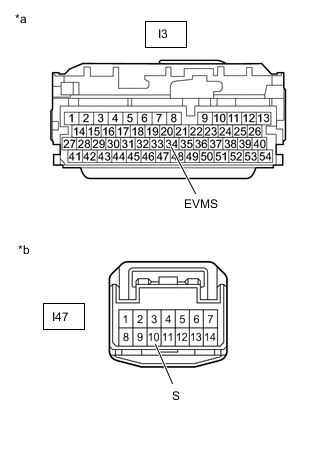 *a
I3
1 2 3 4 5 6 7 8 9 10 11 12 13
14 15 16 17 18 19 20 21 22 23 24 25 26
27 28 29 30 31 32 33 34 35 36 37 38 39 40
41 42 43 44 45 46 47 48 49 50 51 52 53 54
EVMS
*b
I47
1 2 3 4 5 6 7
8 9 10 11 12 13 14
S